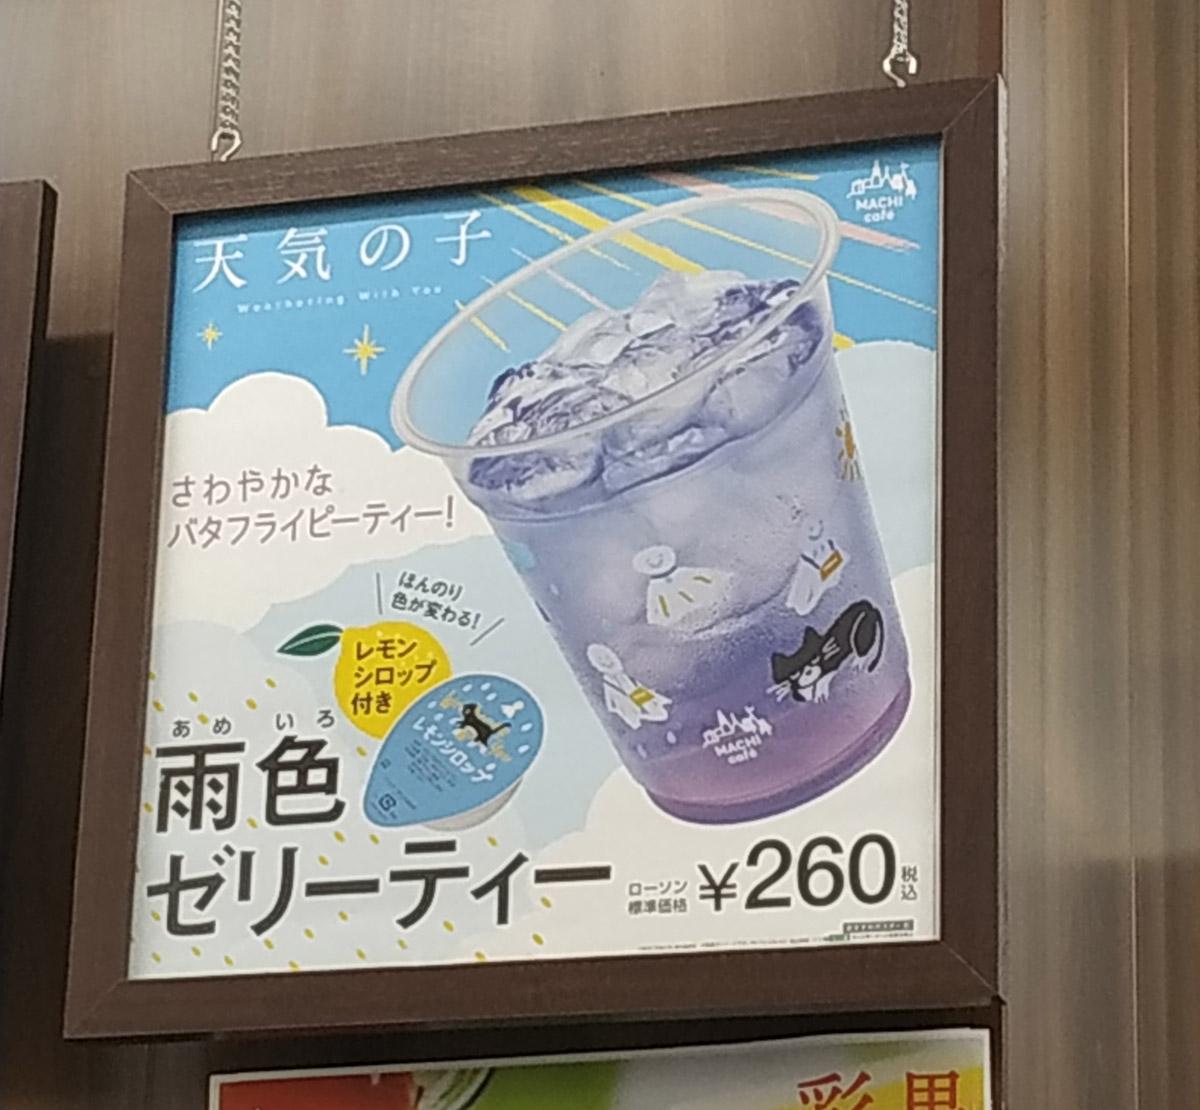 天気の子
Weathering With You
MACHI
café
さわやかな
バタフライピーティー!
ほんのり
色が変わる!
レモン
シロップ
付き
レモンシロップ
あめいろ
雨色
ゼリーティー
MACHI
café
ローソン
標準価格
¥260
税込
彩果